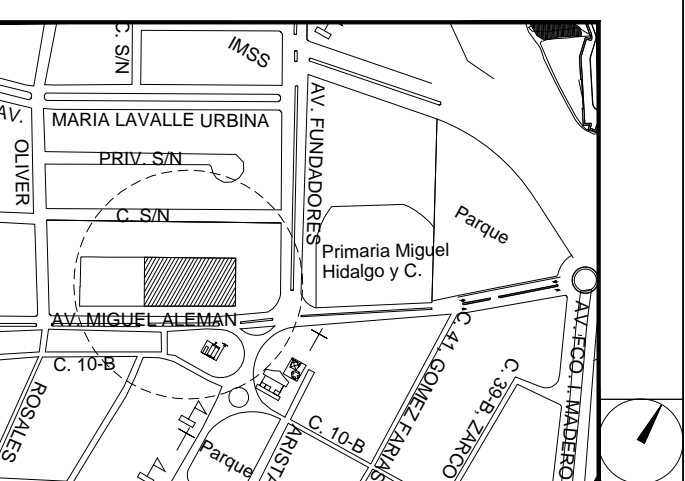 C. S/N
IMSS
AV.
MARIA LAVALLE URBINA
OLIVER
AV. FUNDADORES
PRIV. S/N
C. S/N
Parque
Primaria Miguel
Hidalgo y C.
AV. MIGUEL ALEMAN
C. 10-B
ROSALES
C. 41, GOMEZ FARIAS
C. 39-B, ZARCO
AV. FCO. I. MADERO
C. 10-B
Parque